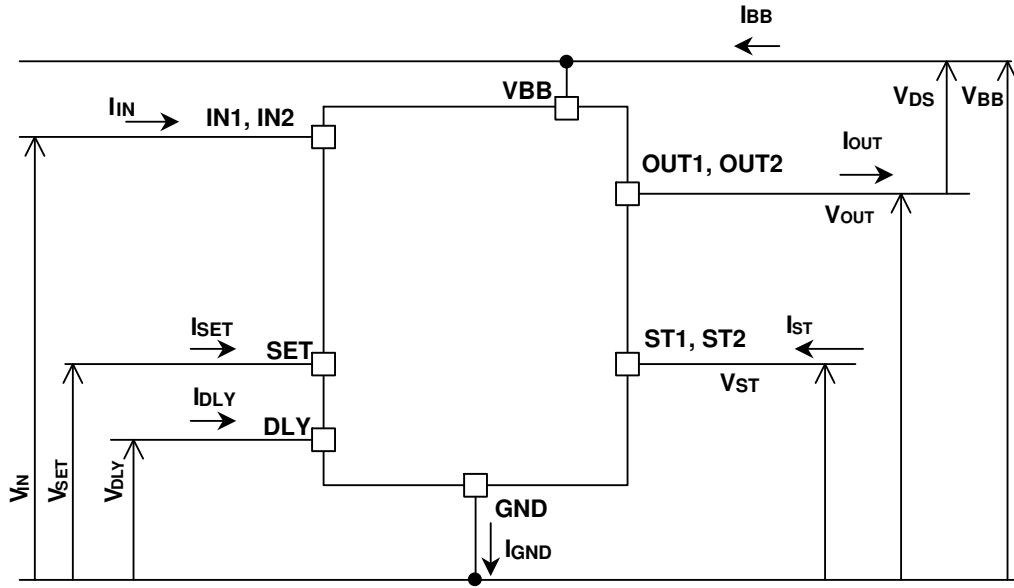 IBB
VBB
VDS
VBB
IIN
IN1, IN2
OUT1, OUT2
IOUT
VOUT
ISET
SET
ST1, ST2
IST
VST
IDLY
DLY
VIN
VSET
VDLY
GND
IGND